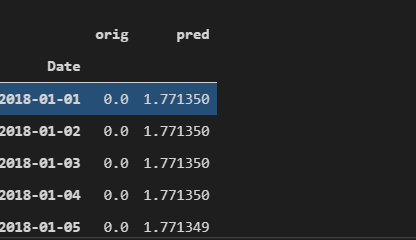 orig pred
Date
2018-01-01 0.0 1.771350
2018-01-02 0.0 1.771350
2018-01-03 0.0 1.771350
2018-01-04 0.0 1.771350
2018-01-05 0.0 1.771349